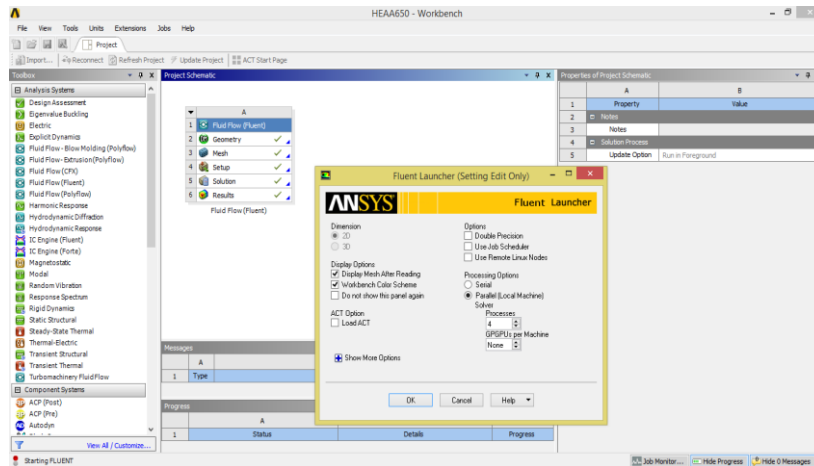 HEAA650 - Workbench
File View Tools Units Extensions Jobs Help
Project
Import... Reconnect Refresh Project Update Project ACT Start Page
Toolbox
Analysis Systems
Design Assessment
Eigenvalue Buckling
Electric
Explicit Dynamics
Fluid Flow - Blow Molding (Polyflow)
Fluid Flow - Extrusion (Polyflow)
Fluid Flow (CFX)
Fluid Flow (Fluent)
Fluid Flow (Polyflow)
Harmonic Response
Hydrodynamic Diffraction
Hydrodynamic Response
IC Engine (Fluent)
IC Engine (Forte)
Magnetostatic
Modal
Random Vibration
Response Spectrum
Rigid Dynamics
Static Structural
Steady-State Thermal
Thermal-Electric
Transient Structural
Transient Thermal
Turbomachinery Fluid Flow
Component Systems
ACP (Post)
ACP (Pre)
Autodyn
View All / Customize...
Project Schematic
A
1 Fluid Flow (Fluent)
2 Geometry
3 Mesh
4 Setup
5 Solution
6 Results
Fluid Flow (Fluent)
Messages
A
1 Type
Progress
A
1 Status Details Progress
Properties of Project Schematic
A B
1 Property Value
2 Notes
3 Notes
4 Solution Process
5 Update Option Run in Foreground
Fluent Launcher (Setting Edit Only)
ANSYS Fluent Launcher
Dimension
2D
3D
Display Options
Display Mesh After Reading
Workbench Color Scheme
Do not show this panel again
ACT Option
Load ACT
Options
Double Precision
Use Job Scheduler
Use Remote Linux Nodes
Processing Options
Serial
Parallel (Local Machine)
Solver
Processes
4
GPGPUs per Machine
None
Show More Options
OK Cancel Help
Starting FLUENT
Job Monitor... Hide Progress Hide 0 Messages